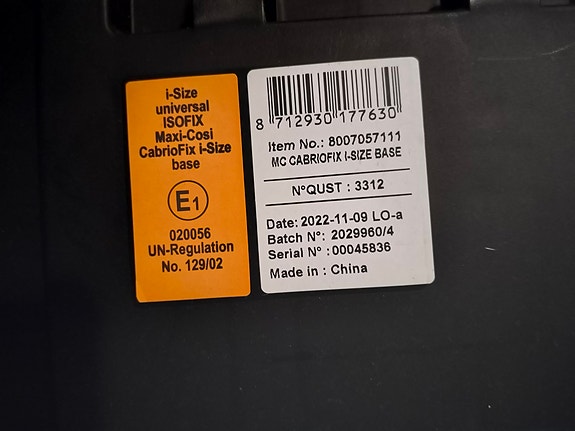 i-Size
universal
ISOFIX
Maxi-Cosi
CabrioFix i-Size
base
E1
020056
UN-Regulation
No. 129/02
8 712930 177630
Item No.: 8007057111
MC CABRIOFIX I-SIZE BASE
N°QUST : 3312
Date: 2022-11-09 LO-a
Batch N°: 2029960/4
Serial N° : 00045836
Made in : China